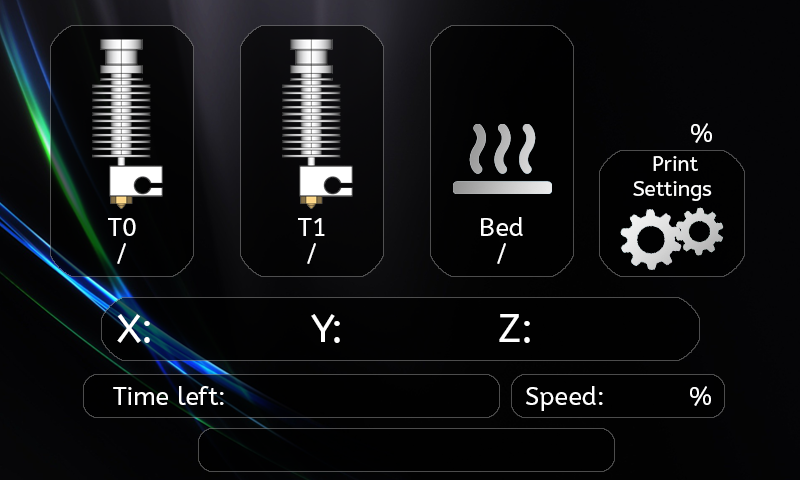 %
Print
Settings
T0
/
T1
/
Bed
/
X:
Y:
Z:
Time left:
Speed: %